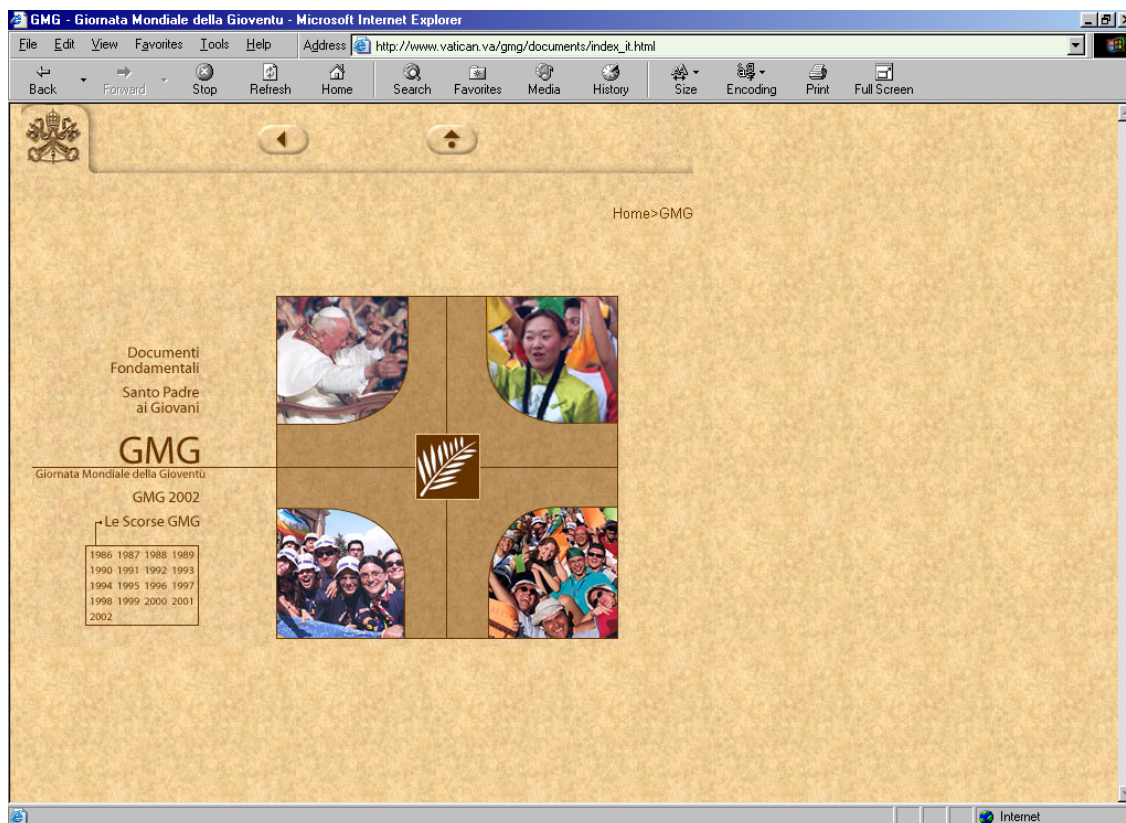 GMG - Giornata Mondiale della Gioventu - Microsoft Internet Explorer
File Edit View Favorites Tools Help Address http://www.vatican.va/gmg/documents/index_it.html
Back Forward Stop Refresh Home Search Favorites Media History Size Encoding Print Full Screen
Home>GMG
Documenti
Fondamentali
Santo Padre
ai Giovani
GMG
Giornata Mondiale della Gioventù
GMG 2002
Le Scorse GMG
1986 1987 1988 1989
1990 1991 1992 1993
1994 1995 1996 1997
1998 1999 2000 2001
2002
Internet